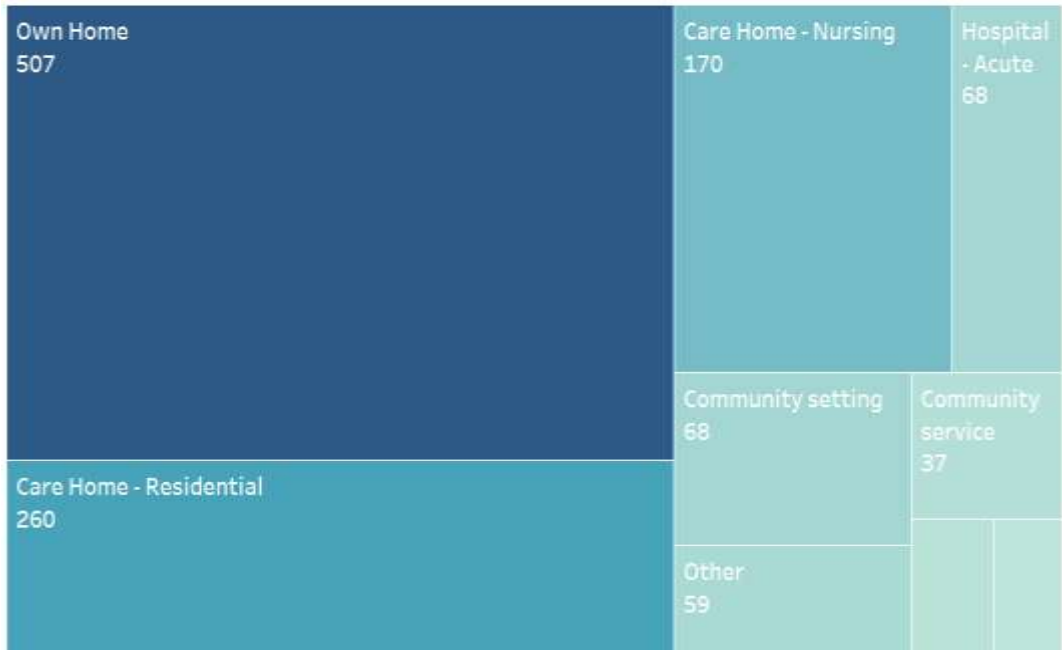 Own Home
507
Care Home - Nursing
170
Hospital
- Acute
68
Care Home - Residential
260
Community setting
68
Community
service
37
Other
59